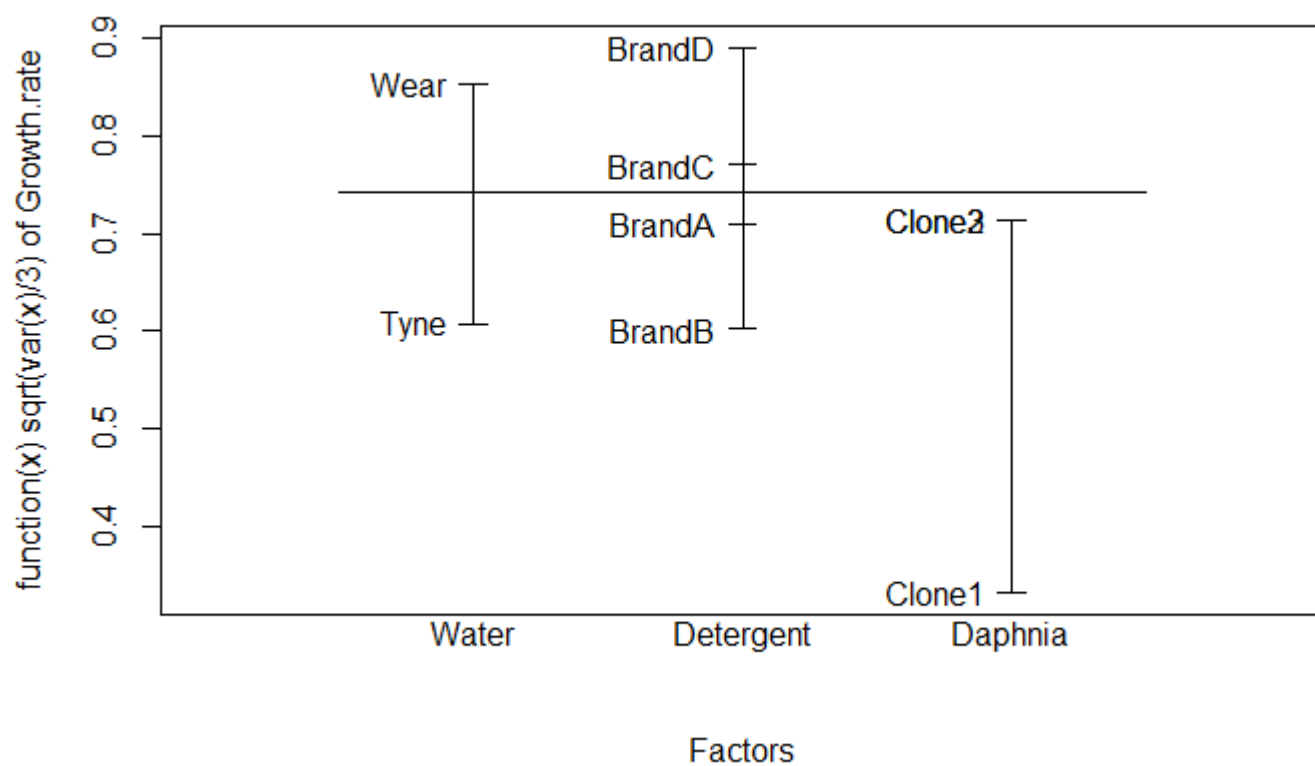 function(x) sqrt(var(x)/3) of Growth.rate
0.9
0.8
0.7
0.6
0.5
0.4
Wear
Tyne
BrandD
BrandC
BrandA
BrandB
Clone1
Water Detergent Daphnia
Factors